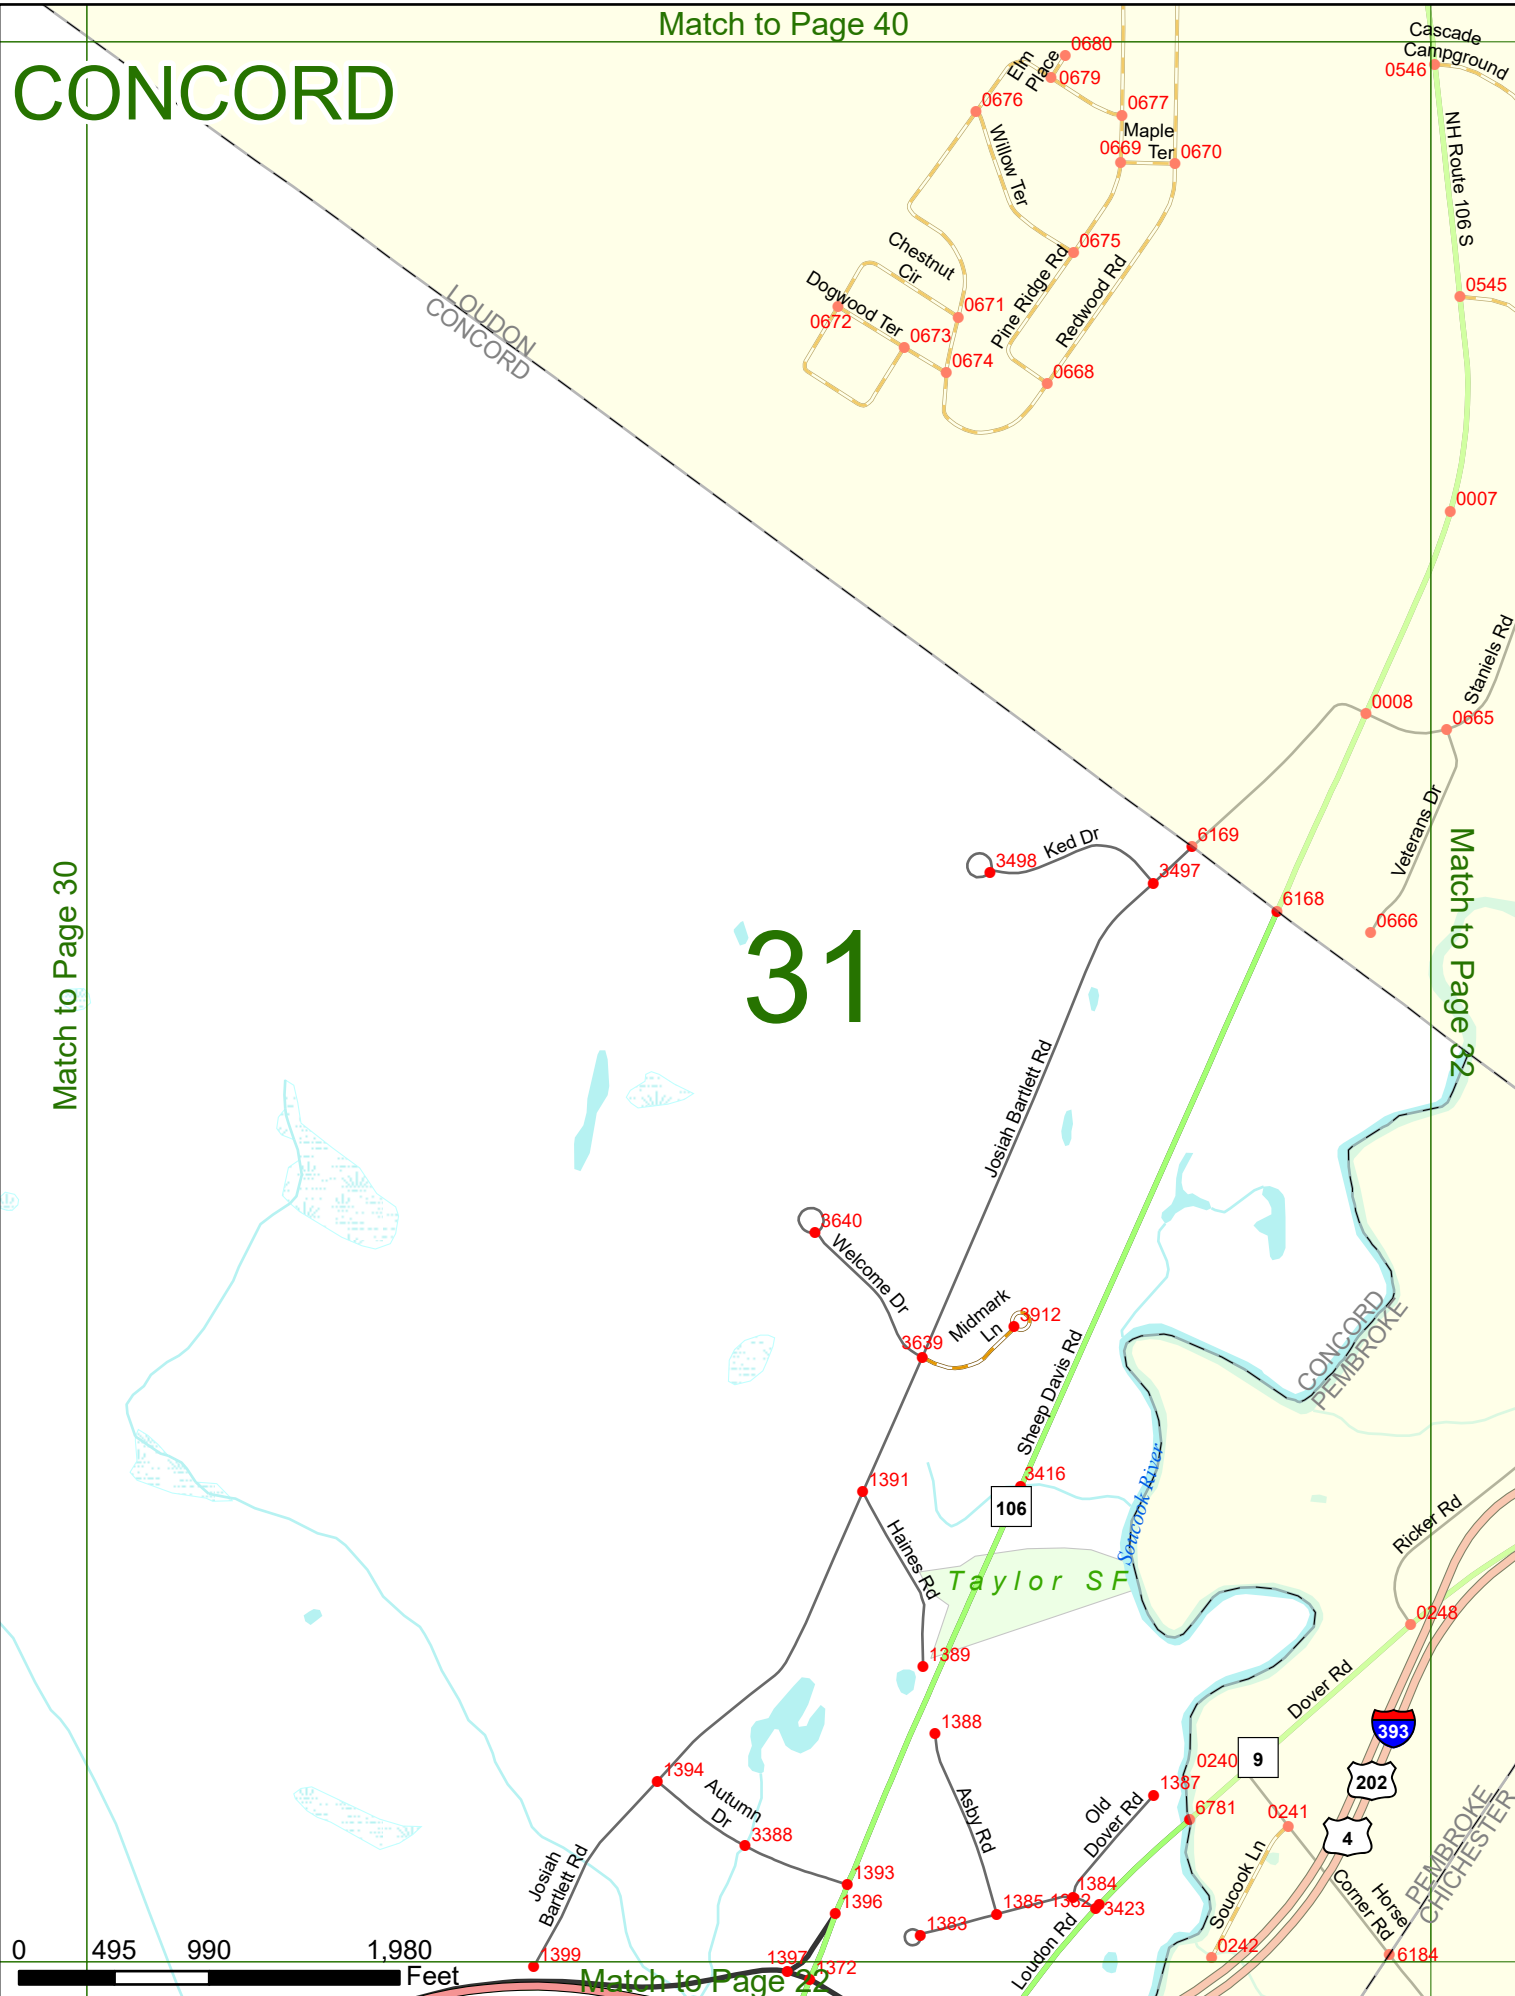 Match to Page 40
CONCORD
Cascade
Campground
0546
0680
Elm
Place
0679
0676
0677
Maple
Ter
0669
0670
Willow Ter
NH Route 106 S
0675
Chestnut
Cir
Pine Ridge Rd
Redwood Rd
Dogwood Ter
0672
0671
0673
0674
0668
0545
LOUDON
CONCORD
0007
Staniels Rd
0008
0665
Veterans Dr
6169
Ked Dr
3498
3497
6168
0666
Match to Page 30
31
Match to Page 32
Josiah Bartlett Rd
3640
Welcome Dr
Midmark
Ln
3912
3639
Sheep Davis Rd
CONCORD
PEMBROKE
1391
3416
106
Soucook River
Haines Rd
Taylor SF
Ricker Rd
0248
1389
Dover Rd
393
1388
0240
9
202
1394
Autumn
Dr
Asby Rd
Old
Dover Rd
1387
6781
0241
4
3388
Josiah
Bartlett Rd
1393
1396
1384
1382
3423
1385
1383
Soucook Ln
Horse
Corner Rd
PEMBROKE
CHICHESTER
Loudon Rd
0242
6184
1399
1397
1372
0 495 990 1,980
Feet
Match to Page 22